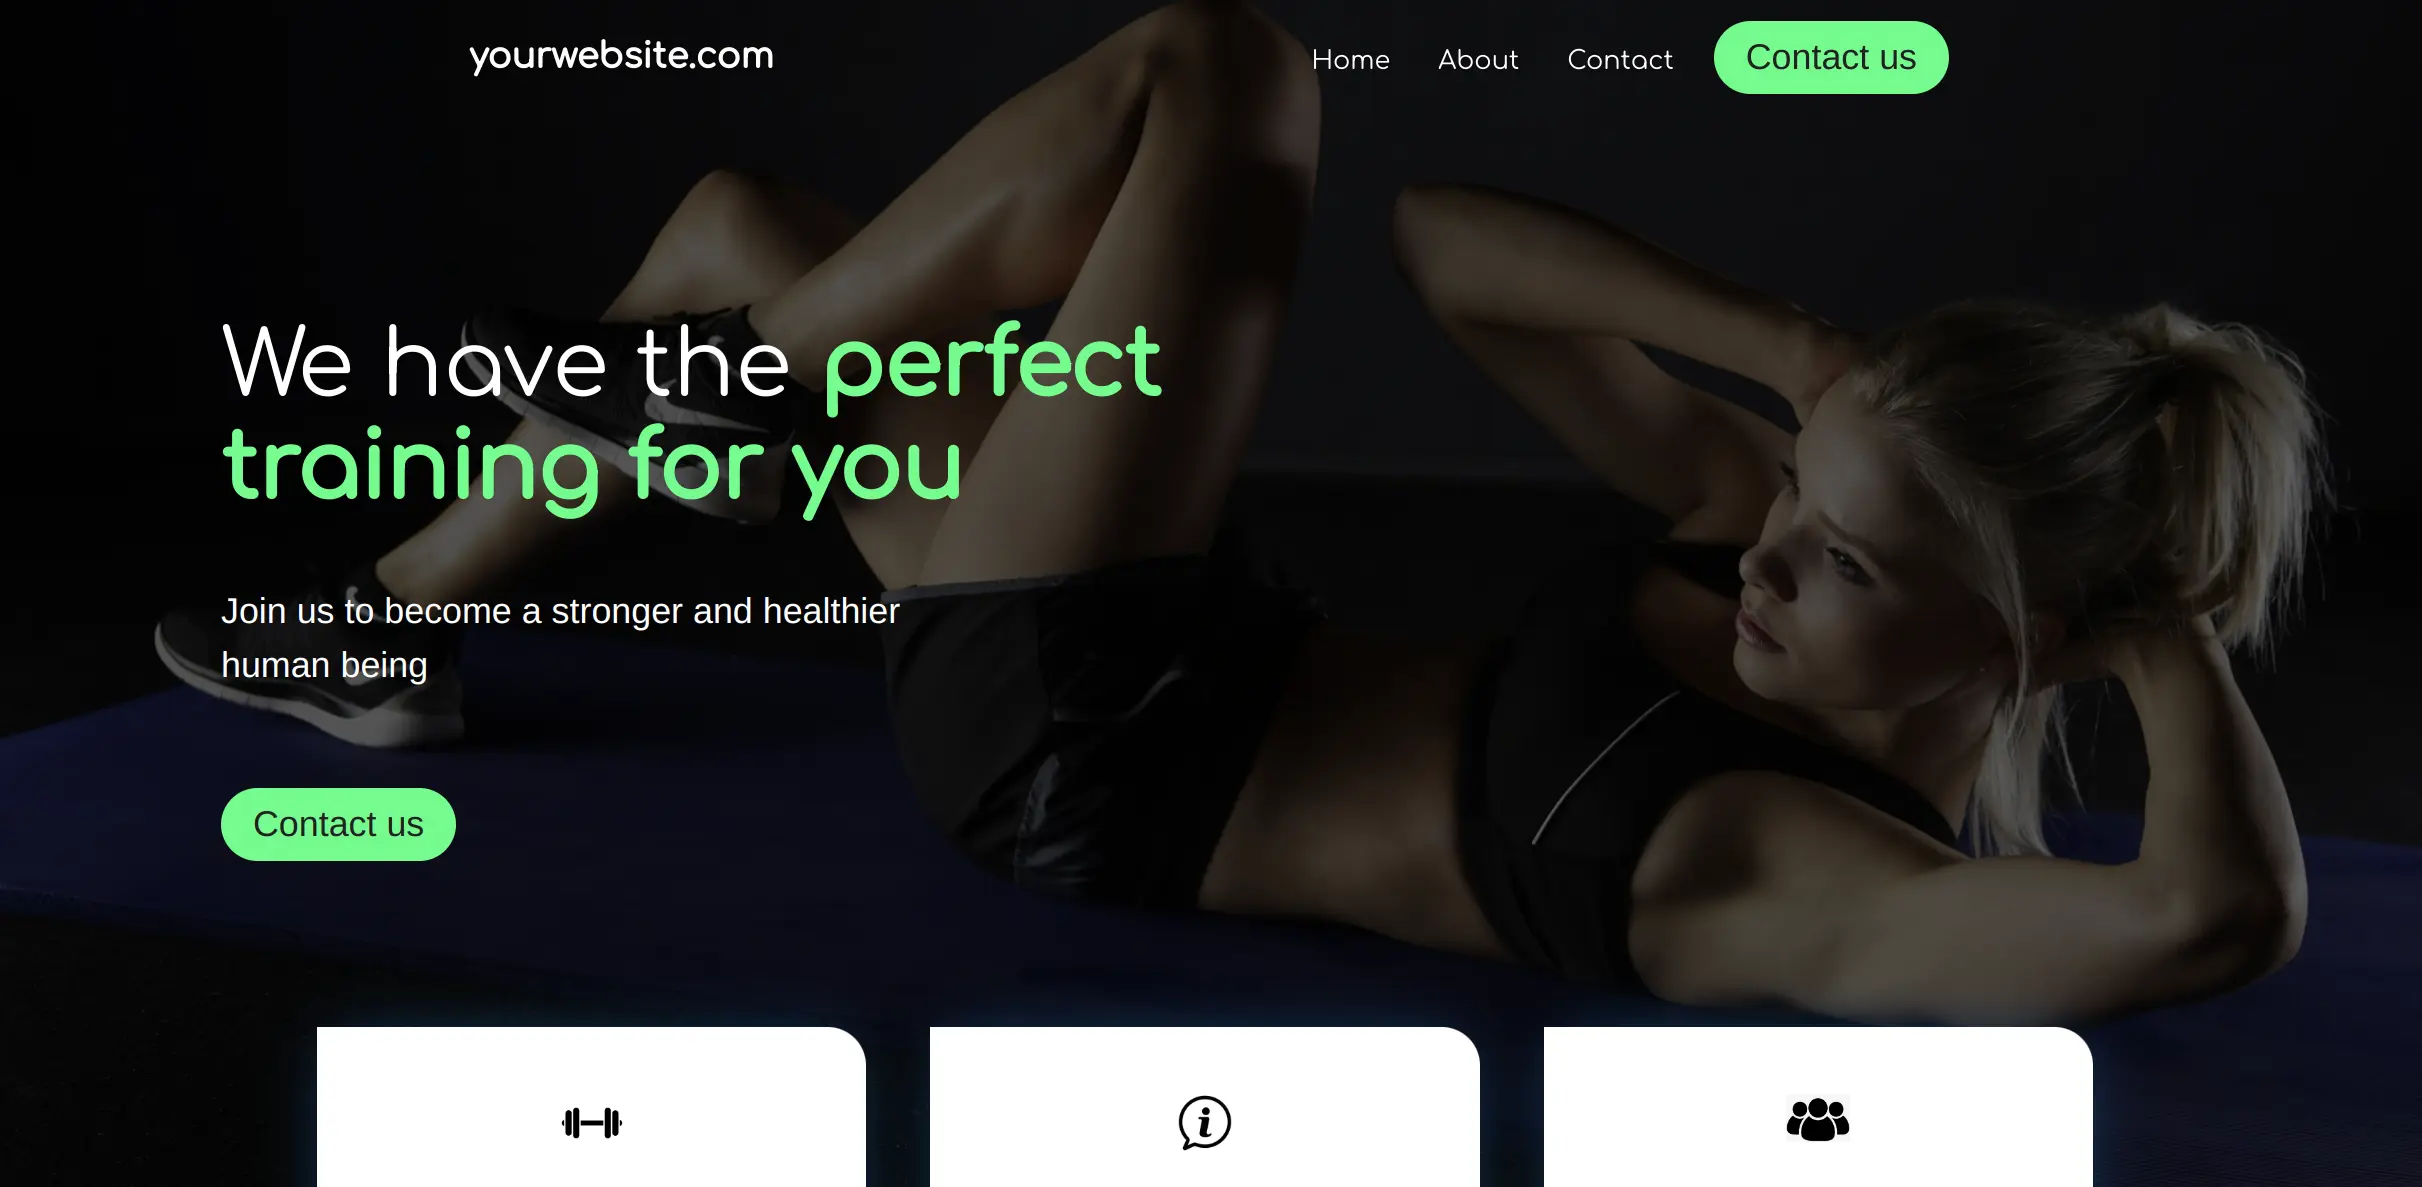 yourwebsite.com
Home About Contact Contact us
We have the perfect
training for you
Join us to become a stronger and healthier
human being
Contact us